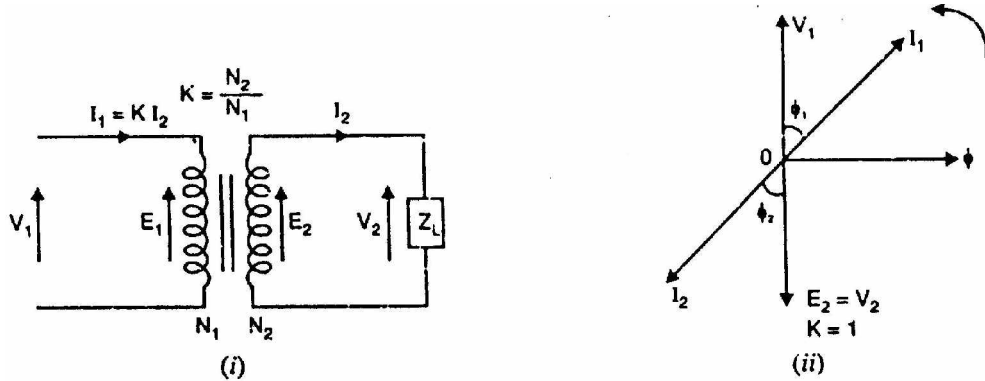 K = N₂/N₁
I₁ = K I₂
I₂
V₁
E₁
E₂
V₂
Z_L
N₁
N₂
(i)
V₁
I₁
ϕ₁
0
ϕ
ϕ₂
I₂
E₂ = V₂
K = 1
(ii)